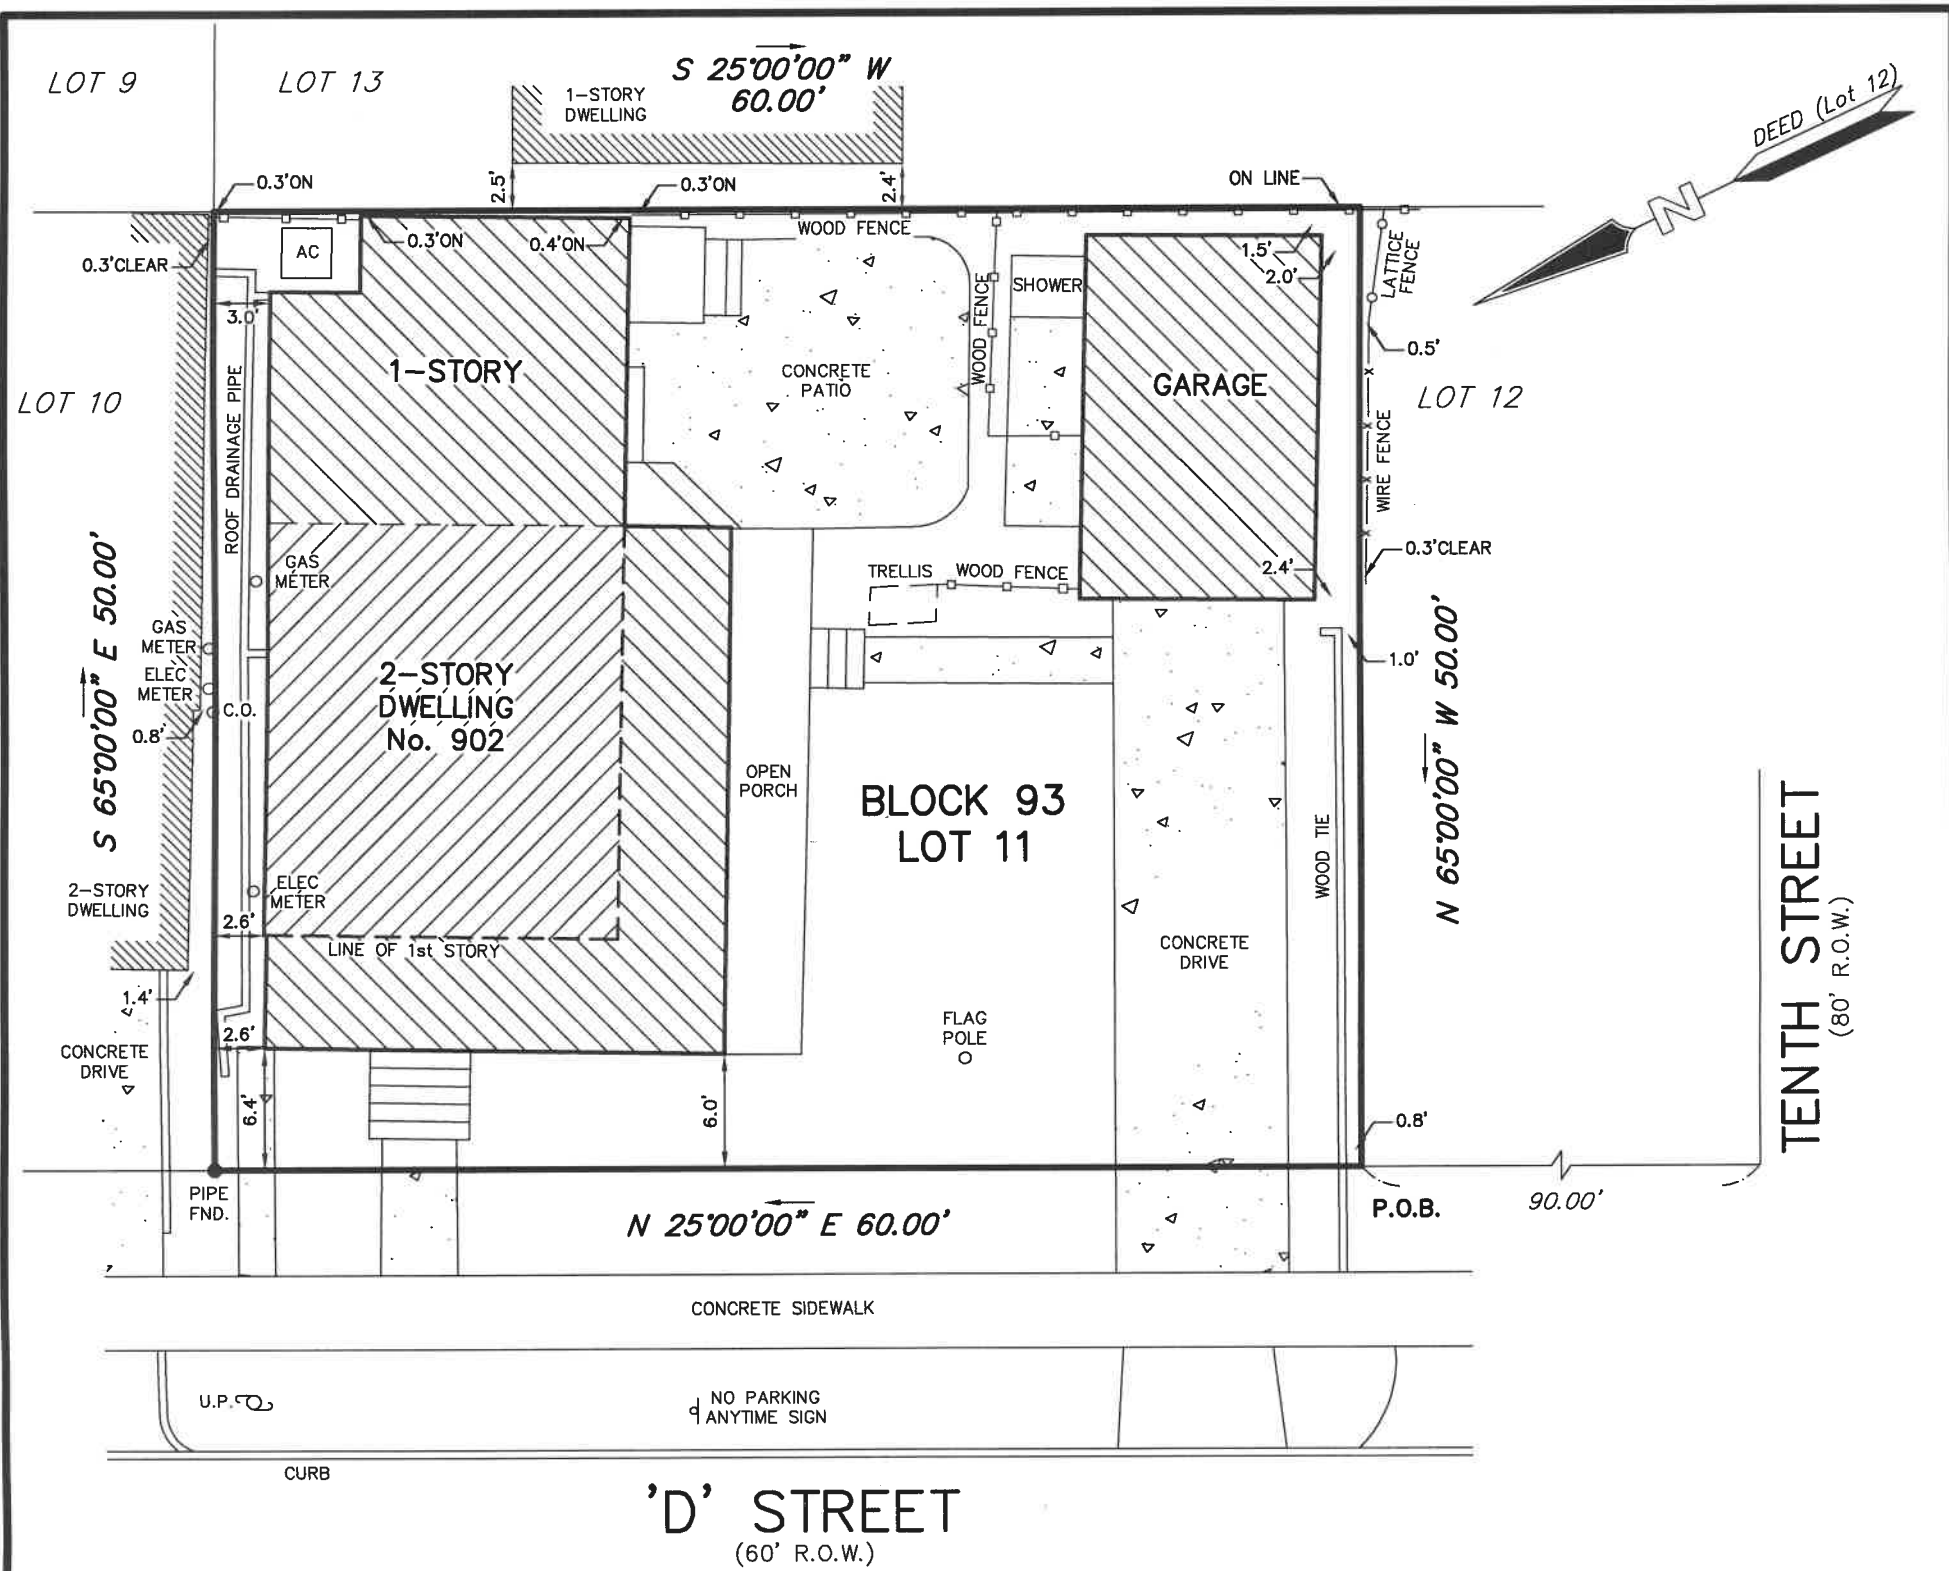 LOT 9
LOT 13
S 25°00'00" W
60.00'
1-STORY
DWELLING
DEED (Lot 12)
N
0.3'ON
2.5'
0.3'ON
2.4'
ON LINE
WOOD FENCE
0.3'CLEAR
AC
0.3'ON
0.4'ON
1.5'
2.0'
LATTICE
FENCE
SHOWER
WOOD FENCE
3.0'
0.5'
1-STORY
CONCRETE
PATIO
GARAGE
LOT 10
LOT 12
ROOF DRAINAGE PIPE
WIRE FENCE
0.3'CLEAR
GAS
METER
TRELLIS
WOOD FENCE
2.4'
S 65°00'00" E 50.00'
GAS
METER
ELEC
METER
C.O.
0.8'
2-STORY
DWELLING
No. 902
1.0'
N 65°00'00" W 50.00'
OPEN
PORCH
BLOCK 93
LOT 11
WOOD TIE
2-STORY
DWELLING
ELEC
METER
2.6'
LINE OF 1st STORY
CONCRETE
DRIVE
TENTH STREET
(80' R.O.W.)
1.4'
2.6'
FLAG
POLE
CONCRETE
DRIVE
6.4'
6.0'
0.8'
PIPE
FND.
N 25°00'00" E 60.00'
P.O.B.
90.00'
CONCRETE SIDEWALK
U.P.
NO PARKING
ANYTIME SIGN
CURB
'D' STREET
(60' R.O.W.)